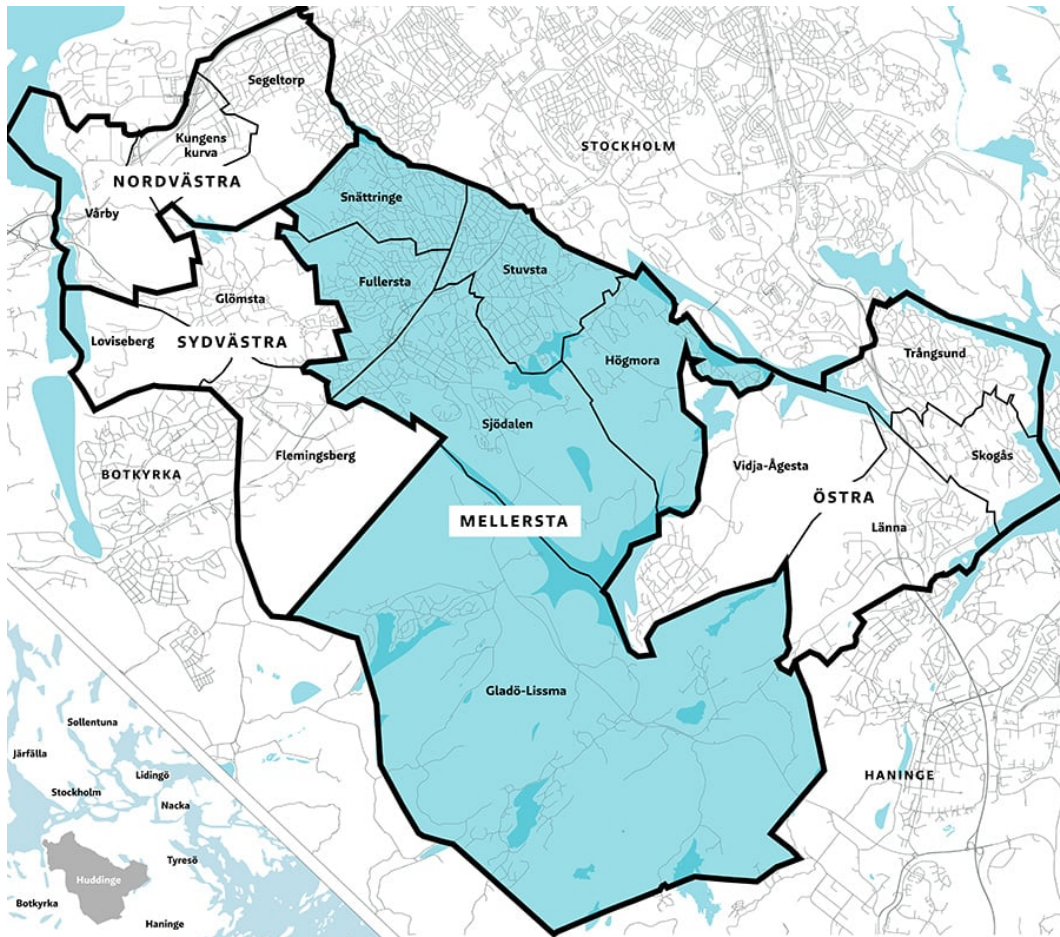 Segeltorp
Kungens
kurva
STOCKHOLM
NORDVÄSTRA
Snättringe
Vårby
Stuvsta
Fullersta
Glömsta
Loviseberg
SYDVÄSTRA
Trångsund
Högmora
Sjödalen
Flemingsberg
Skogås
Vidja-Ågesta
BOTKYRKA
ÖSTRA
MELLERSTA
Länna
Gladö-Lissma
HANINGE
Sollentuna
Järfälla
Lidingö
Stockholm
Nacka
Tyresö
Huddinge
Botkyrka
Haninge